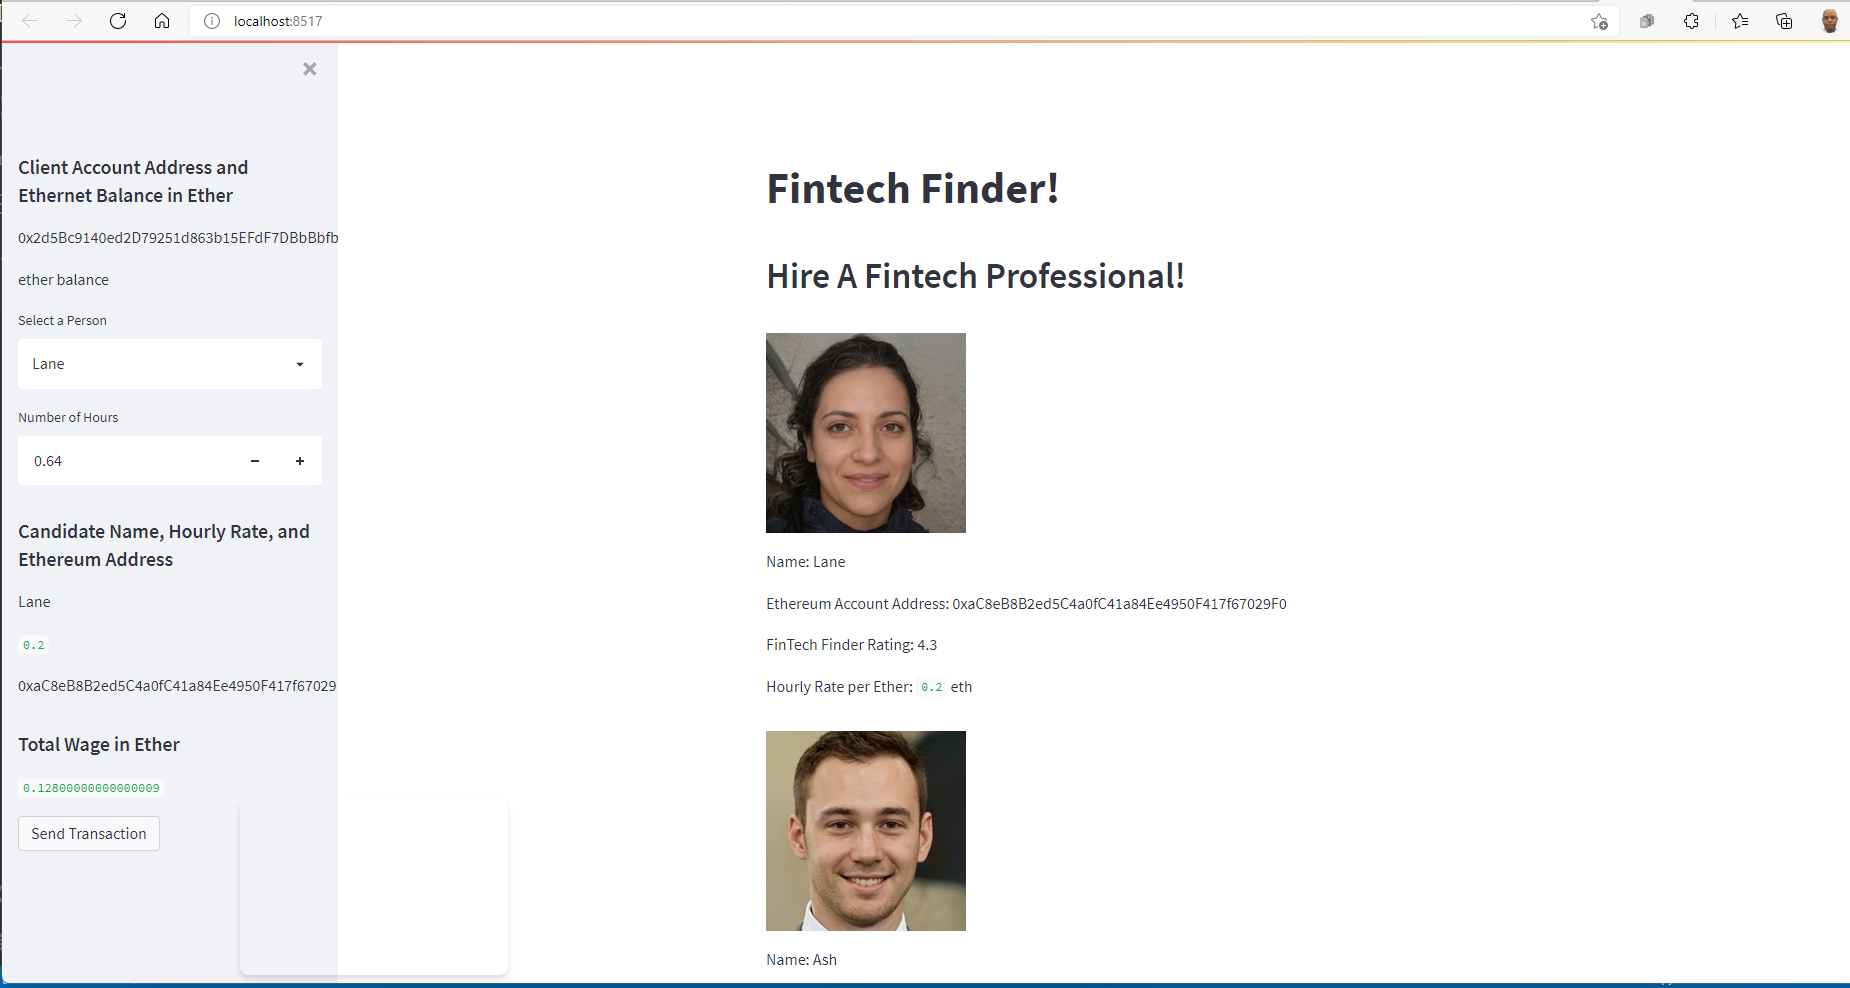 localhost:8517
Client Account Address and
Ethernet Balance in Ether
0x2d5Bc9140ed2D79251d863b15EFdF7DBbBbfb
ether balance
Select a Person
Lane
Number of Hours
0.64
Candidate Name, Hourly Rate, and
Ethereum Address
Lane
0.2
0xaC8eB8B2ed5C4a0fC41a84Ee4950F417f67029
Total Wage in Ether
0.12800000000000009
Send Transaction
Fintech Finder!
Hire A Fintech Professional!
Name: Lane
Ethereum Account Address: 0xaC8eB8B2ed5C4a0fC41a84Ee4950F417f67029F0
FinTech Finder Rating: 4.3
Hourly Rate per Ether: 0.2 eth
Name: Ash